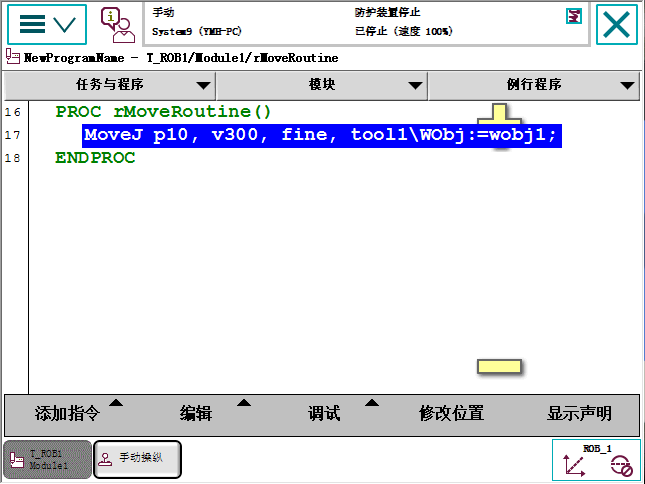 手动
防护装置停止
System9 (YMH-PC)
已停止 (速度 100%)
NewProgramName - T_ROB1/Module1/rMoveRoutine
任务与程序
模块
例行程序
16 PROC rMoveRoutine()
17 MoveJ p10, v300, fine, tool1\WObj:=wobj1;
18 ENDPROC
添加指令
编辑
调试
修改位置
显示声明
T_ROB1
Module1
手动操纵
ROB_1